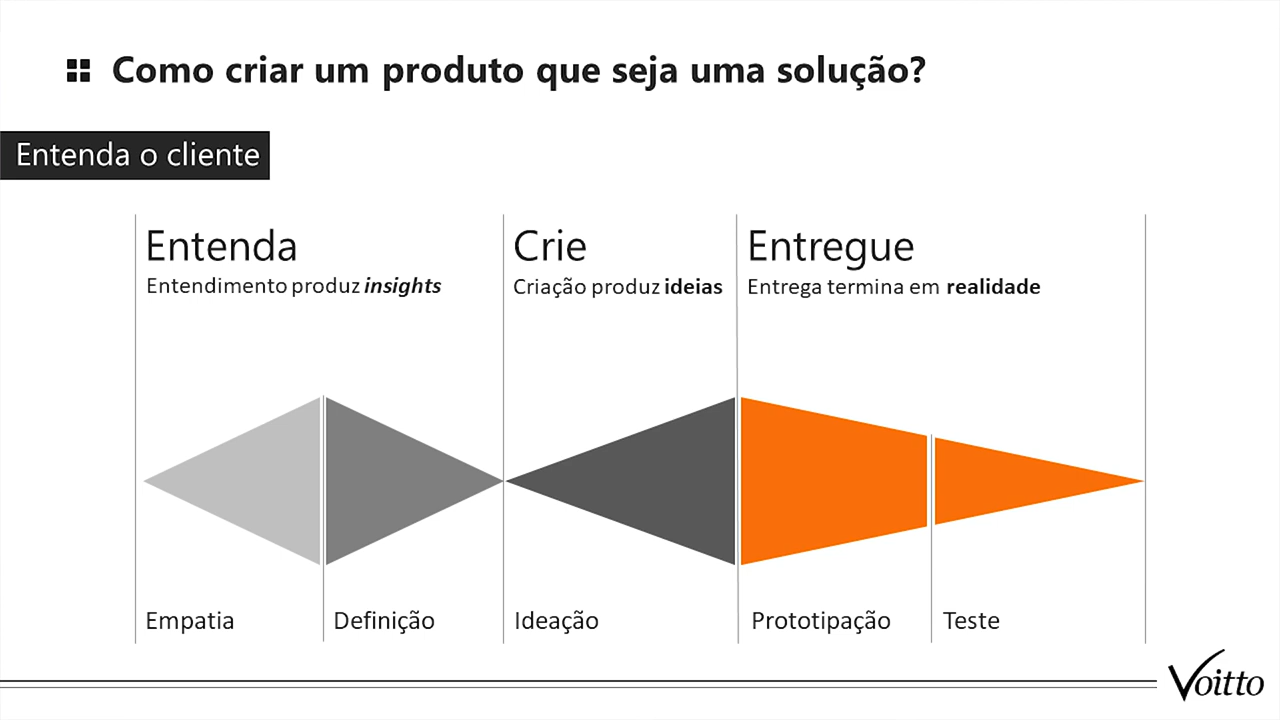 Como criar um produto que seja uma solução?
Entenda o cliente
Entenda
Entendimento produz insights
Crie
Criação produz ideias
Entregue
Entrega termina em realidade
Empatia
Definição
Ideação
Prototipação
Teste
Voitto